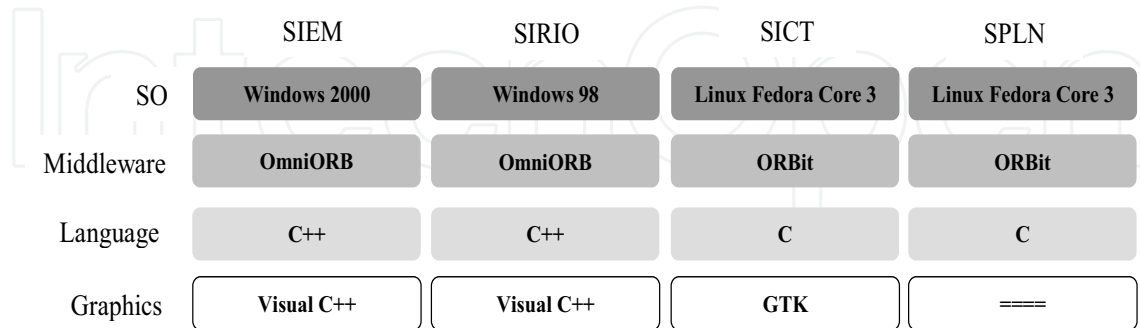 SIEM SIRIO SICT SPLN
SO Windows 2000 Windows 98 Linux Fedora Core 3 Linux Fedora Core 3
Middleware OmniORB OmniORB ORBit ORBit
Language C++ C++ C C
Graphics Visual C++ Visual C++ GTK ====